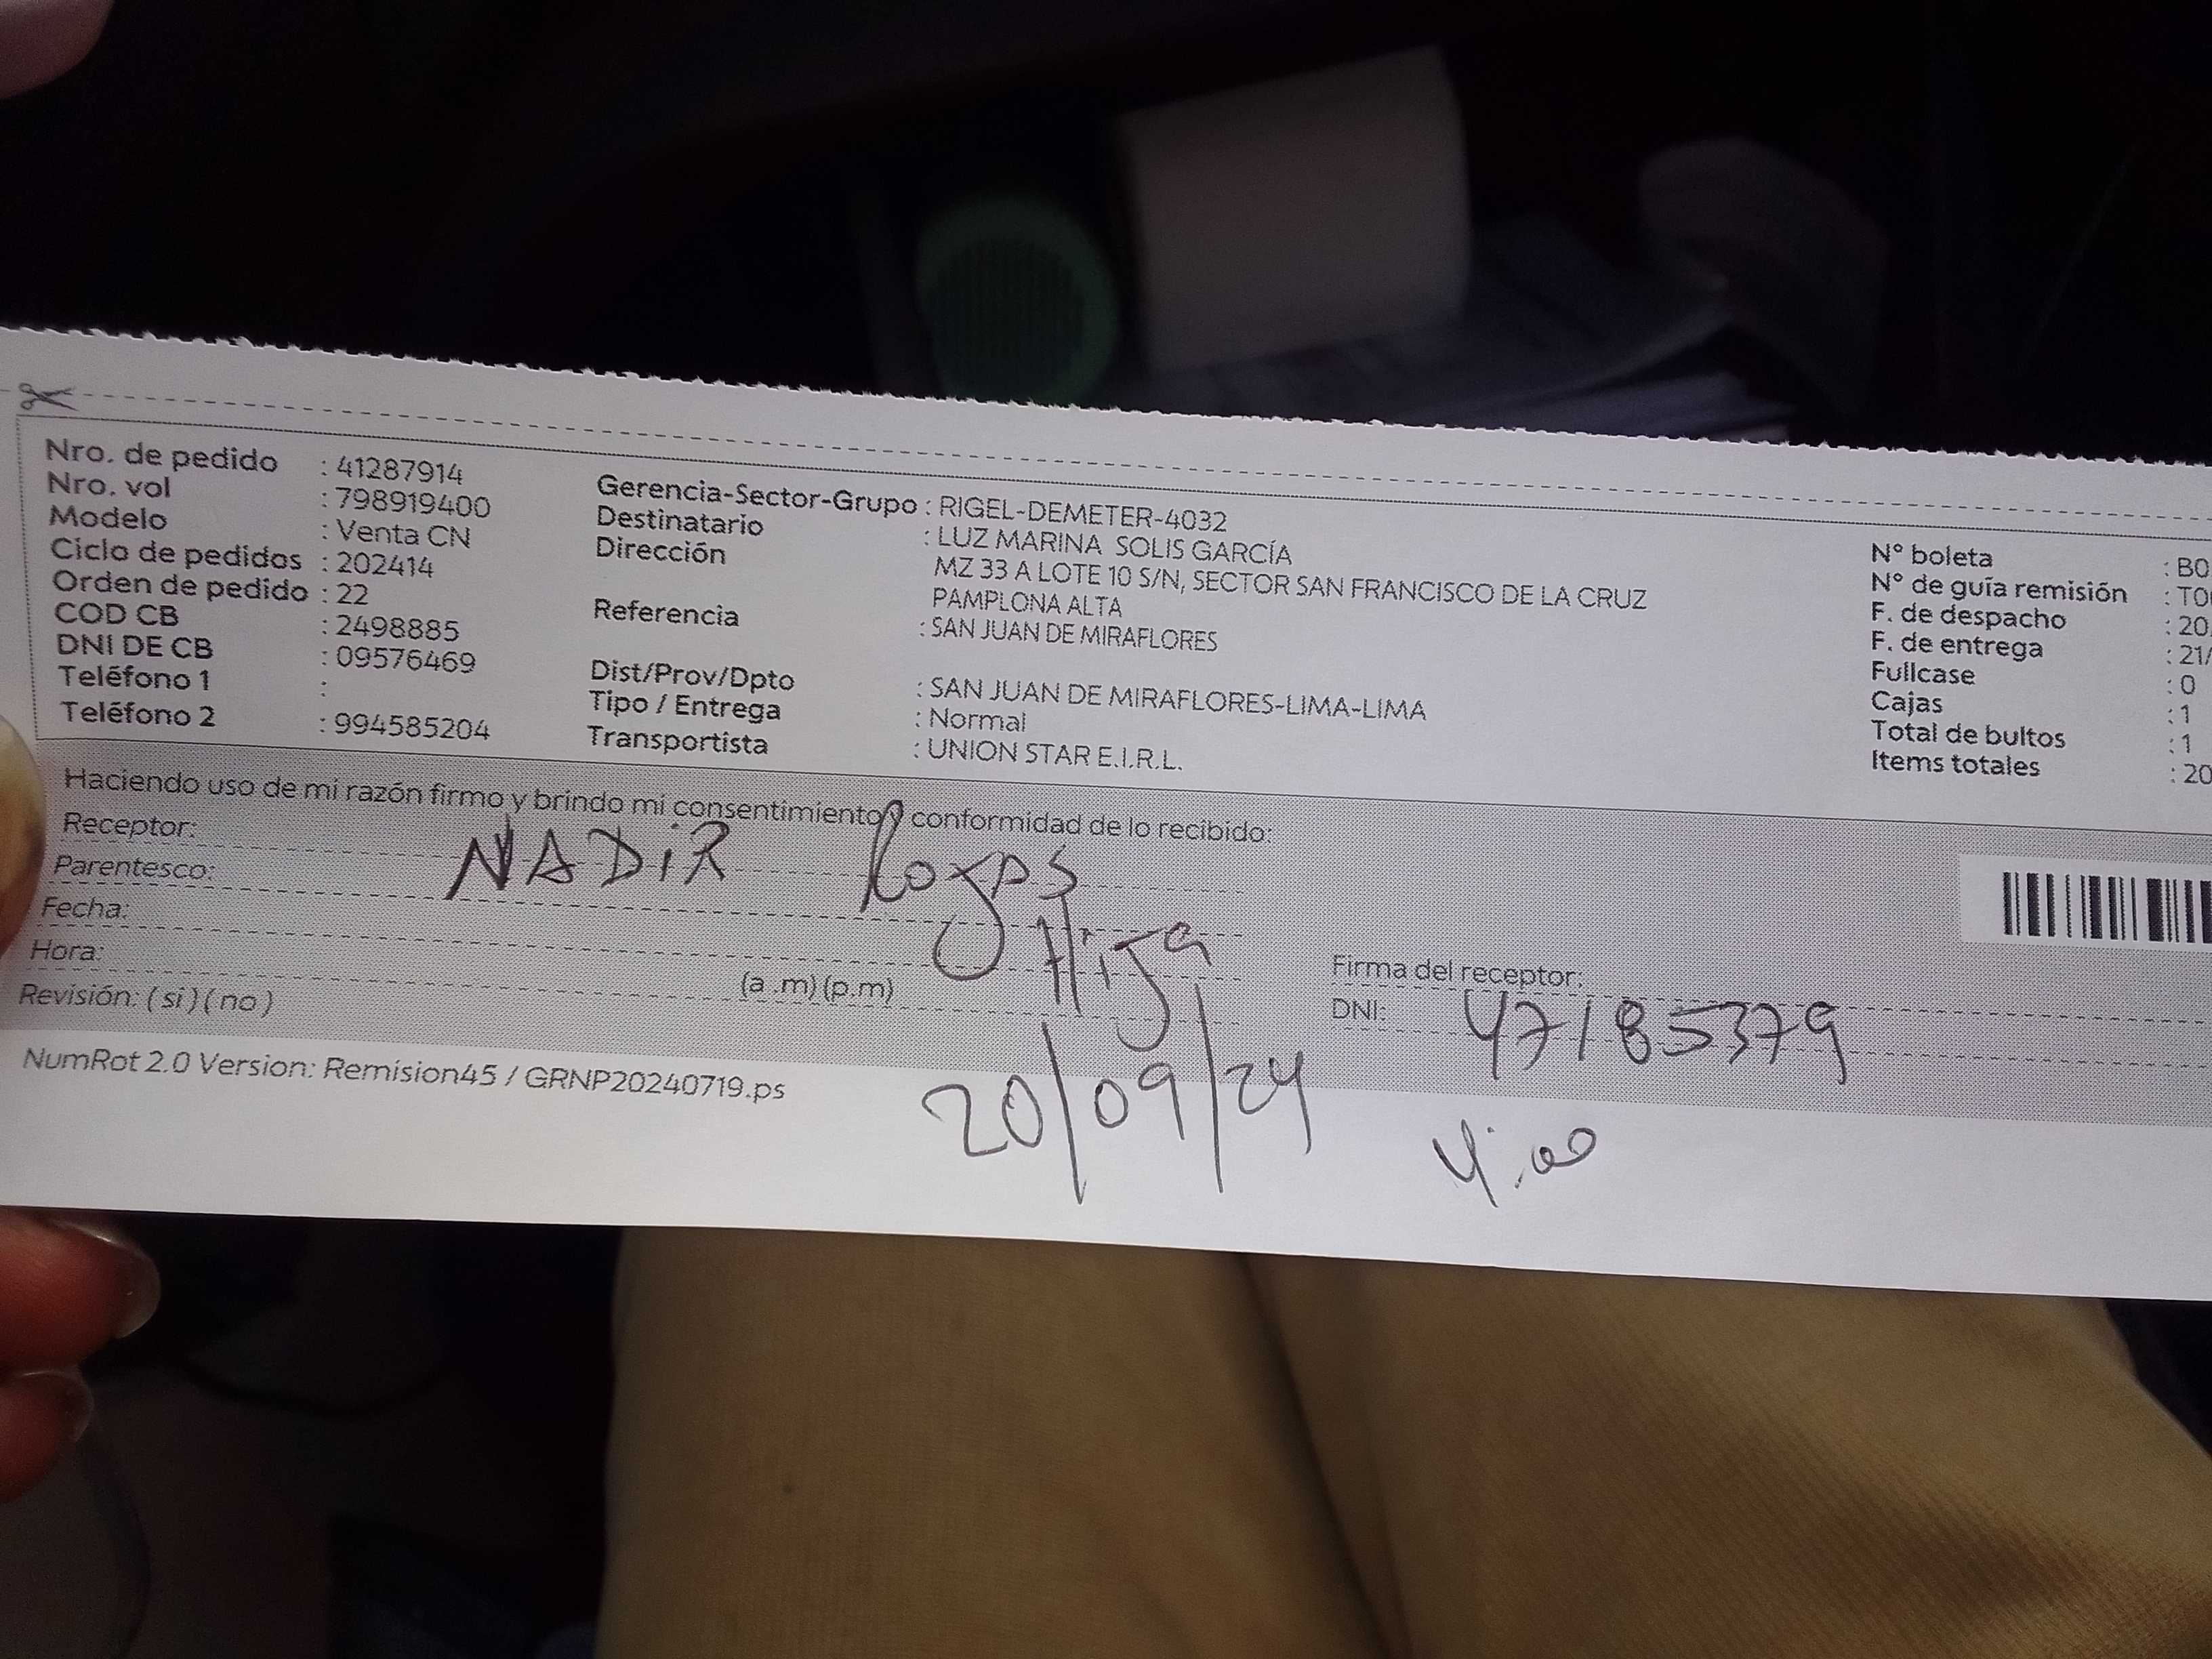 Nro. de pedido : 41287914
Nro. vol : 798919400
Modelo : Venta CN
Ciclo de pedidos : 202414
Orden de pedido : 22
COD CB : 2498885
DNI DE CB : 09576469
Teléfono 1 :
Teléfono 2 : 994585204
Gerencia-Sector-Grupo : RIGEL-DEMETER-4032
Destinatario : LUZ MARINA SOLIS GARCÍA
Dirección MZ 33 A LOTE 10 S/N, SECTOR SAN FRANCISCO DE LA CRUZ
PAMPLONA ALTA
Referencia : SAN JUAN DE MIRAFLORES
Dist/Prov/Dpto : SAN JUAN DE MIRAFLORES-LIMA-LIMA
Tipo / Entrega : Normal
Transportista : UNION STAR E.I.R.L.
N° boleta : B0
N° de guía remisión : T0
F. de despacho : 20
F. de entrega : 21/
Fullcase : 0
Cajas : 1
Total de bultos : 1
Items totales : 20
Haciendo uso de mi razón firmo y brindo mi consentimiento y conformidad de lo recibido:
Receptor: NADIR Rojas
Parentesco: Hija
Fecha: 20/09/24
Hora: (a .m) (p.m)
Revisión: ( si ) ( no )
Firma del receptor:
DNI: 47185379
4:00
NumRot 2.0 Version: Remision45 / GRNP20240719.ps